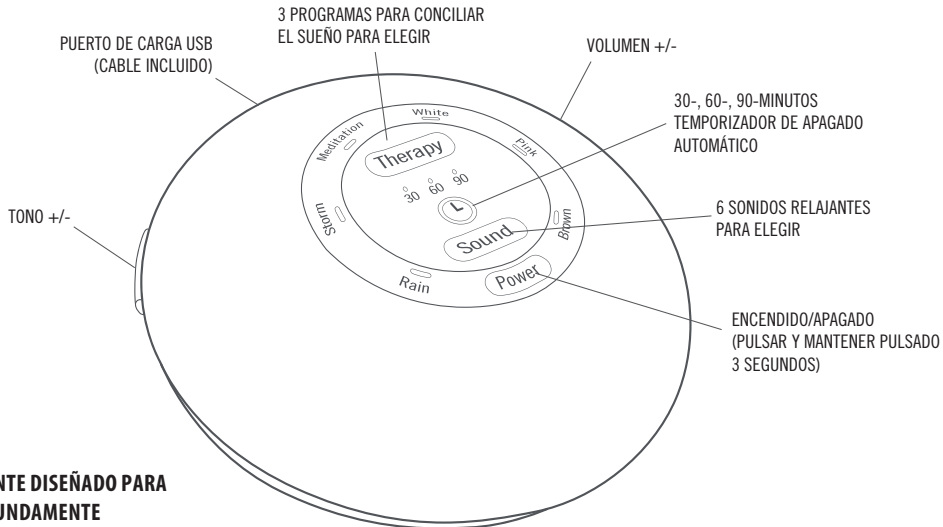 3 PROGRAMAS PARA CONCILIAR
EL SUEÑO PARA ELEGIR
PUERTO DE CARGA USB
(CABLE INCLUIDO)
VOLUMEN +/-
30-, 60-, 90-MINUTOS
TEMPORIZADOR DE APAGADO
AUTOMÁTICO
TONO +/-
6 SONIDOS RELAJANTES
PARA ELEGIR
ENCENDIDO/APAGADO
(PULSAR Y MANTENER PULSADO
3 SEGUNDOS)
White
Meditation
Pink
Therapy
30 60 90
Storm
Sound
Brown
Rain
Power
NTE DISEÑADO PARA
UNDAMENTE